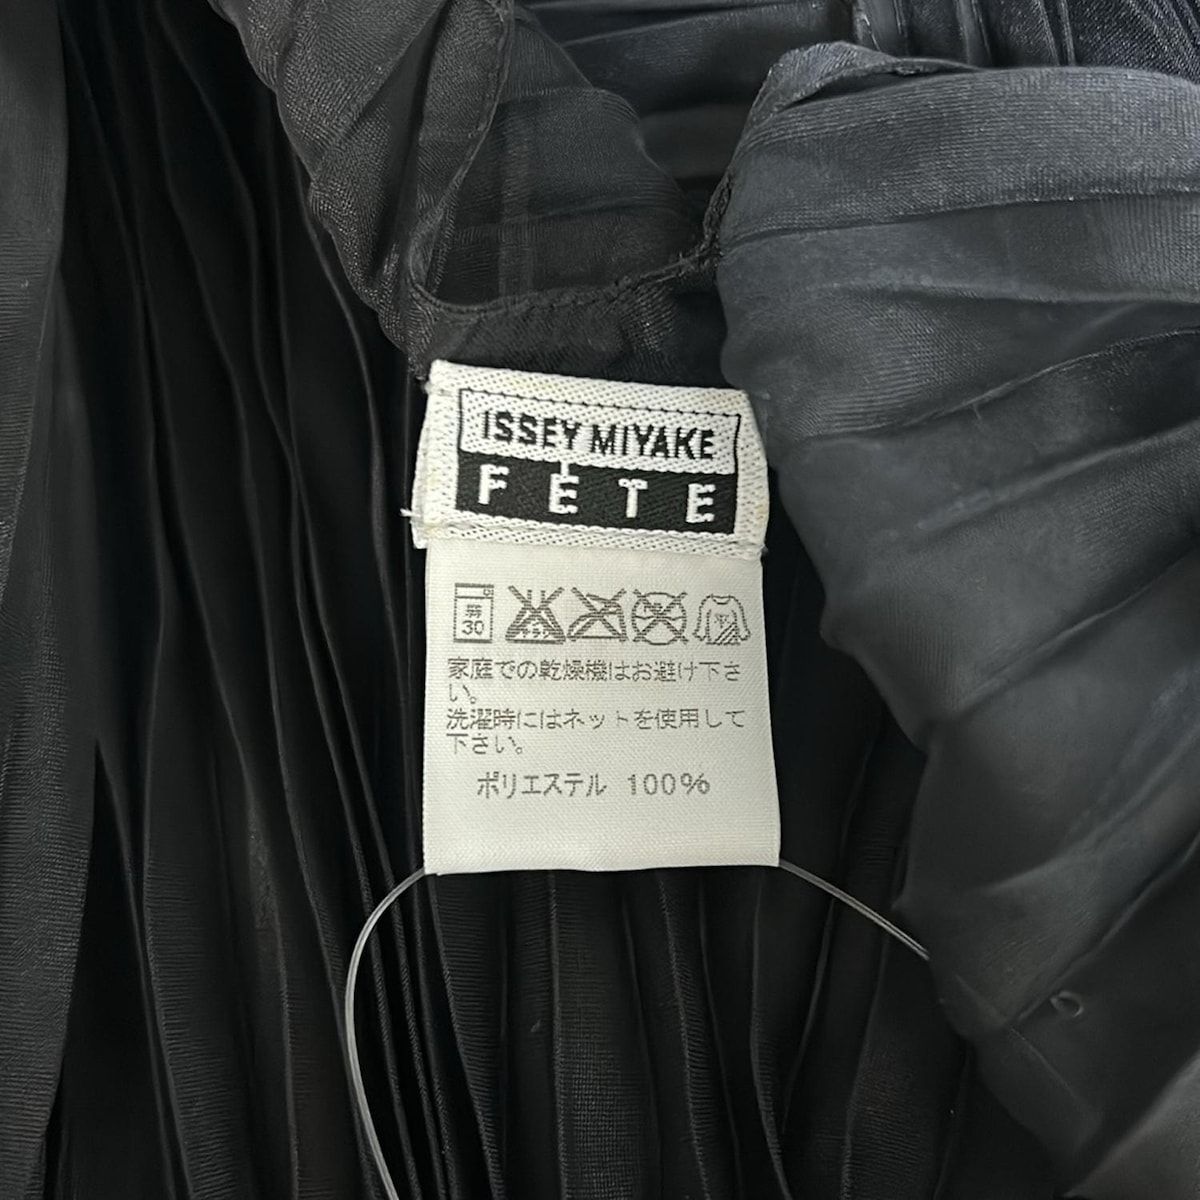 ISSEY MIYAKE
FÊTE
弱
30
家庭での乾燥機はお避け下さ
い。
洗濯時にはネットを使用して
下さい。
ポリエステル 100%